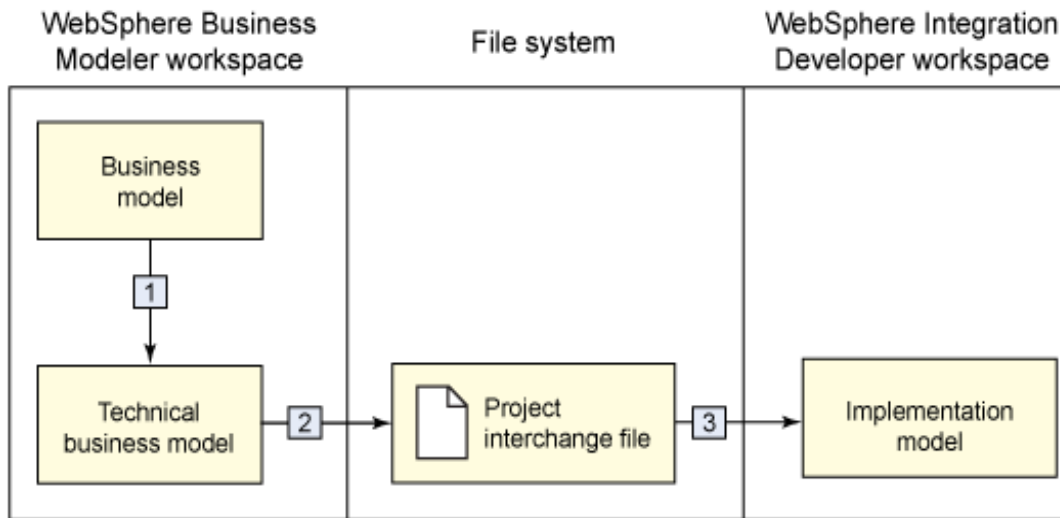 WebSphere Business
Modeler workspace
File system
WebSphere Integration
Developer workspace
Business
model
1
Technical
business model
2
Project
interchange file
3
Implementation
model